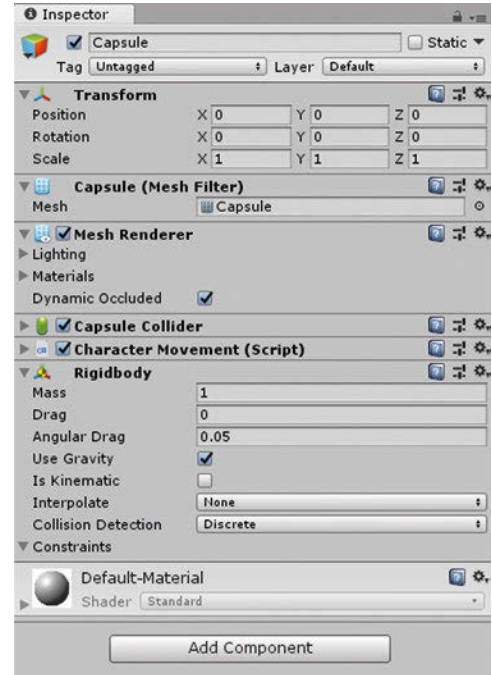 Inspector
Capsule Static
Tag Untagged Layer Default
Transform
Position X 0 Y 0 Z 0
Rotation X 0 Y 0 Z 0
Scale X 1 Y 1 Z 1
Capsule (Mesh Filter)
Mesh Capsule
Mesh Renderer
Lighting
Materials
Dynamic Occluded
Capsule Collider
Character Movement (Script)
Rigidbody
Mass 1
Drag 0
Angular Drag 0.05
Use Gravity
Is Kinematic
Interpolate None
Collision Detection Discrete
Constraints
Default-Material
Shader Standard
Add Component